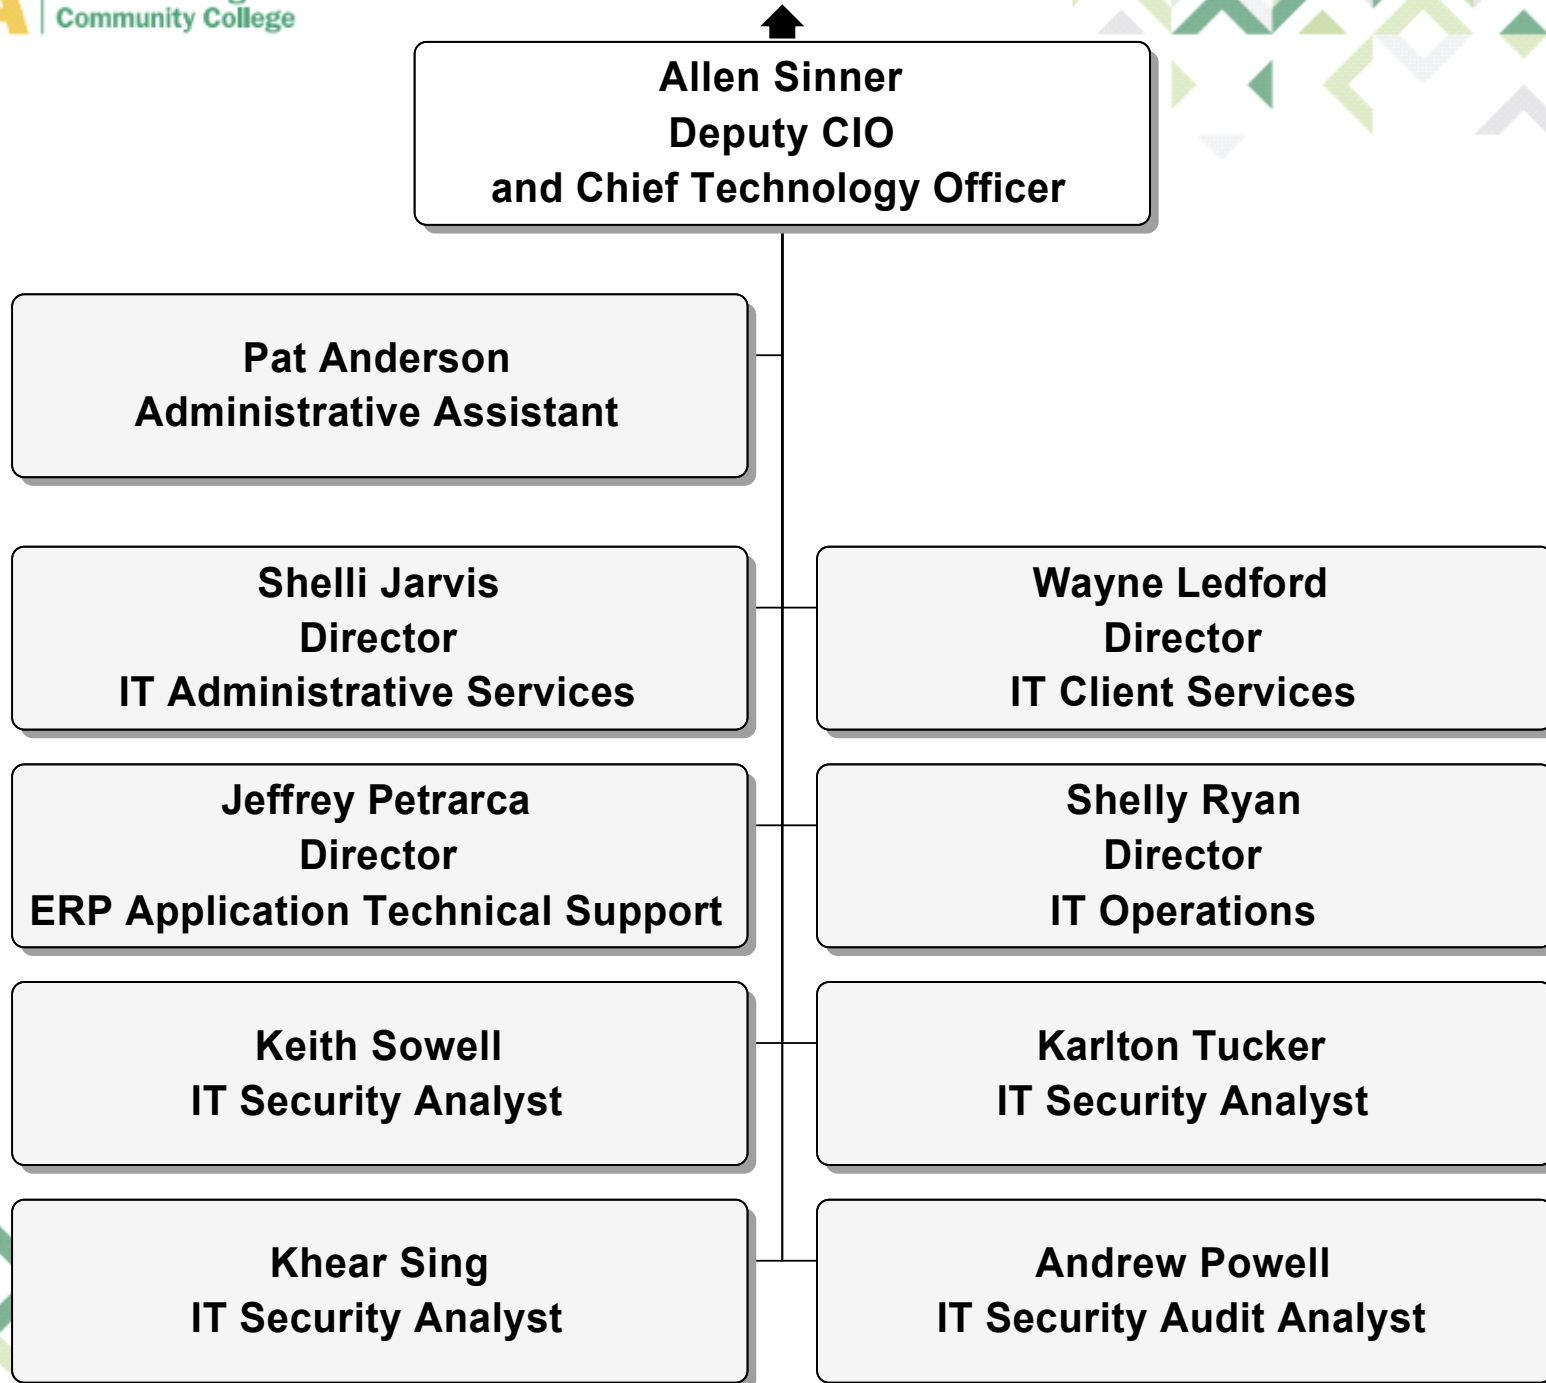 Community College
Allen Sinner
Deputy CIO
and Chief Technology Officer
Pat Anderson
Administrative Assistant
Shelli Jarvis
Director
IT Administrative Services
Wayne Ledford
Director
IT Client Services
Jeffrey Petrarca
Director
ERP Application Technical Support
Shelly Ryan
Director
IT Operations
Keith Sowell
IT Security Analyst
Karlton Tucker
IT Security Analyst
Khear Sing
IT Security Analyst
Andrew Powell
IT Security Audit Analyst